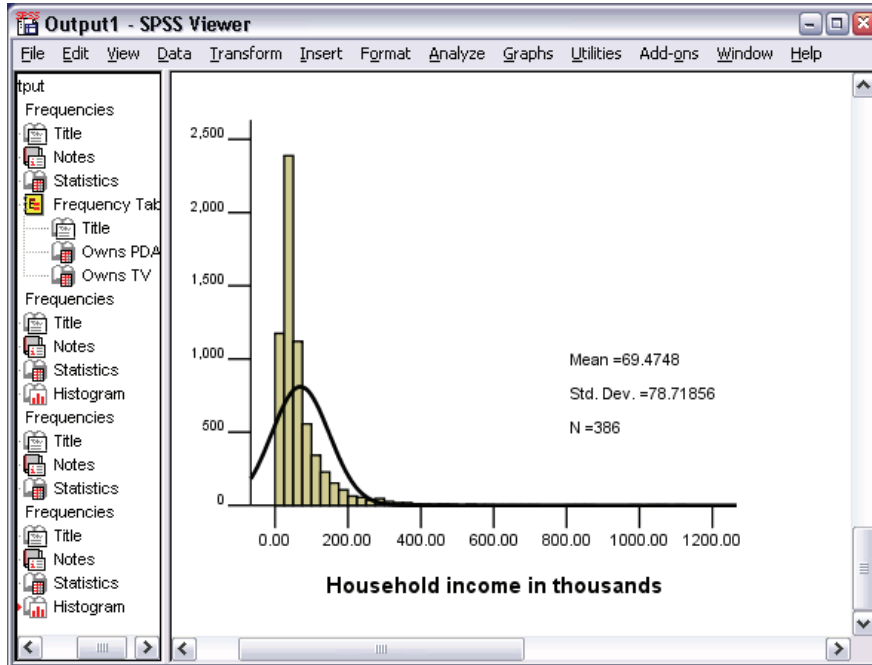 Output1 - SPSS Viewer
File Edit View Data Transform Insert Format Analyze Graphs Utilities Add-ons Window Help
tput
Frequencies
Title
Notes
Statistics
Frequency Tab
Title
Owns PDA
Owns TV
Frequencies
Title
Notes
Statistics
Histogram
Frequencies
Title
Notes
Statistics
Frequencies
Title
Notes
Statistics
Histogram
2,500
2,000
1,500
1,000
500
0
Mean =69.4748
Std. Dev. =78.71856
N =386
0.00 200.00 400.00 600.00 800.00 1000.00 1200.00
Household income in thousands